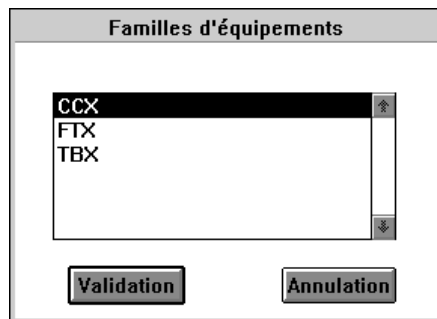 Familles d'équipements
CCX
FTX
TBX
Validation Annulation